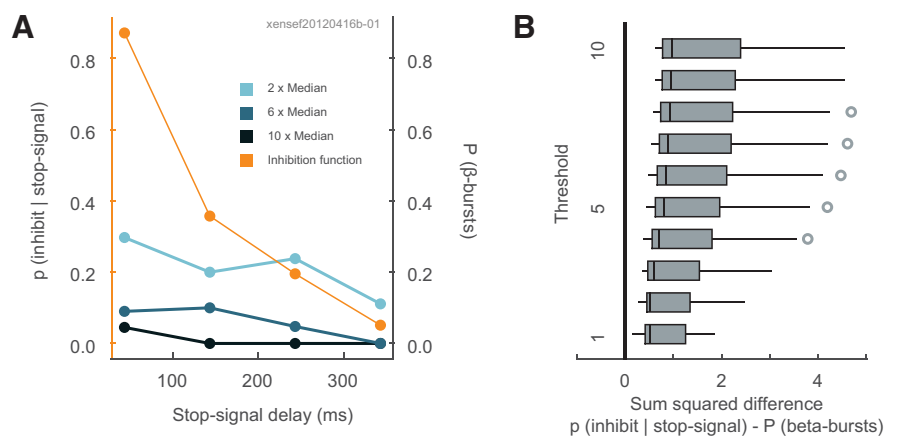 A
xensef20120416b-01
0.8
0.6
0.4
0.2
0.0
p (inhibit | stop-signal)
2 x Median
6 x Median
10 x Median
Inhibition function
0.8
0.6
0.4
0.2
0.0
P (β-bursts)
100
200
300
Stop-signal delay (ms)
B
10
5
1
Threshold
0
2
4
Sum squared difference
p (inhibit | stop-signal) - P (beta-bursts)